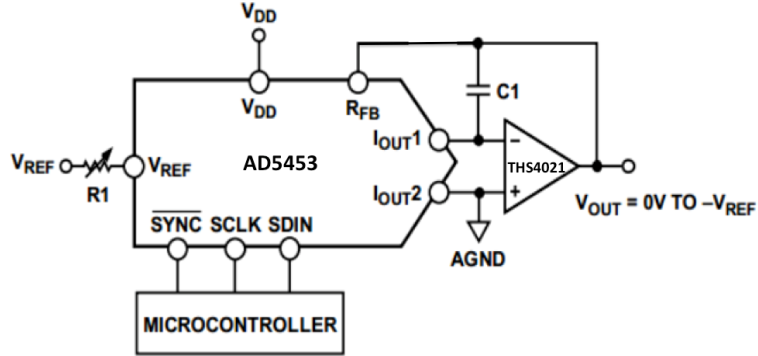 VDD
VDD
RFB
C1
IOUT1
VREF
R1
VREF
AD5453
−
THS4021
+
IOUT2
VOUT = 0V TO –VREF
SYNC SCLK SDIN
AGND
MICROCONTROLLER